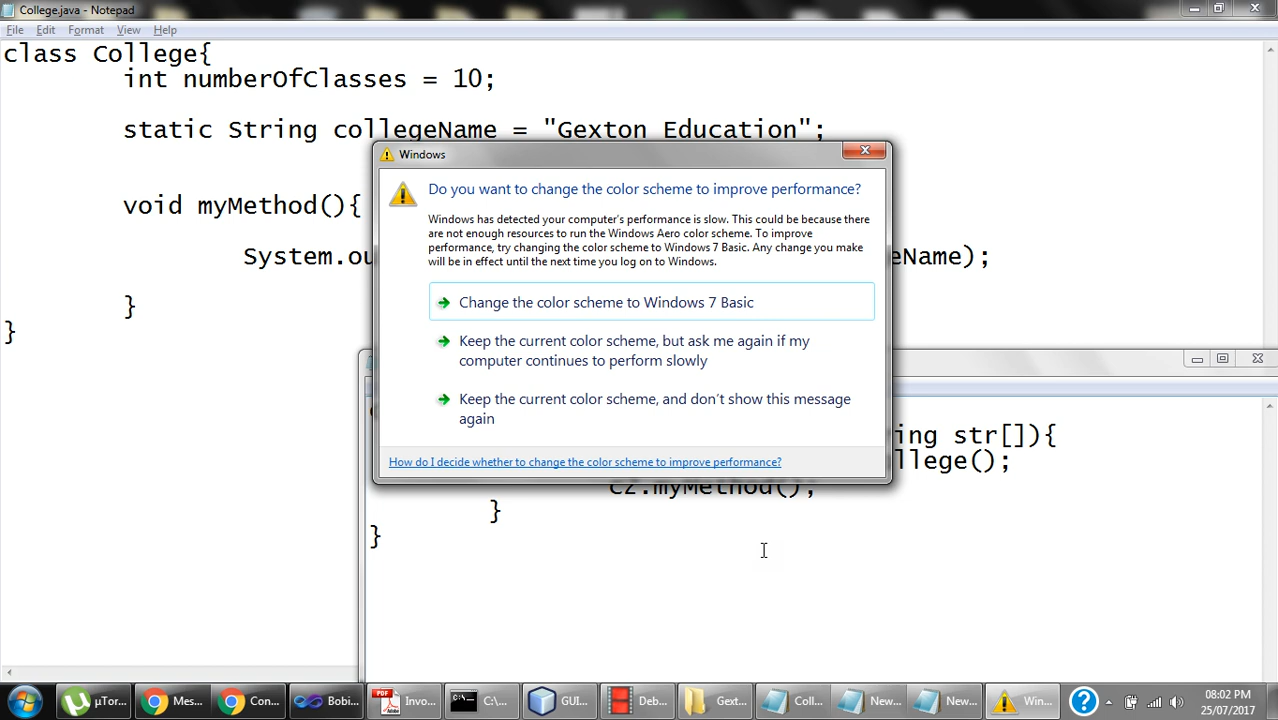 College.java - Notepad
File Edit Format View Help
class College{
int numberOfClasses = 10;
static String collegeName = "Gexton Education";
void myMethod(){
System.ou
eName);
}
}
Windows
Do you want to change the color scheme to improve performance?
Windows has detected your computer's performance is slow. This could be because there
are not enough resources to run the Windows Aero color scheme. To improve
performance, try changing the color scheme to Windows 7 Basic. Any change you make
will be in effect until the next time you log on to Windows.
Change the color scheme to Windows 7 Basic
Keep the current color scheme, but ask me again if my
computer continues to perform slowly
Keep the current color scheme, and don't show this message
again
How do I decide whether to change the color scheme to improve performance?
ing str[]){
llege();
c2.myMethod();
}
}
µTor... Mes... Con... Bobi... Invo... C:\... GUI... Deb... Gext... Coll... New... New... Win...
08:02 PM
25/07/2017